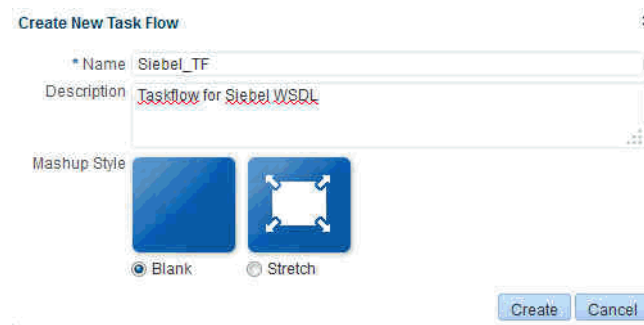 Create New Task Flow
* Name Siebel_TF
Description Taskflow for Siebel WSDL
Mashup Style
Blank Stretch
Create Cancel